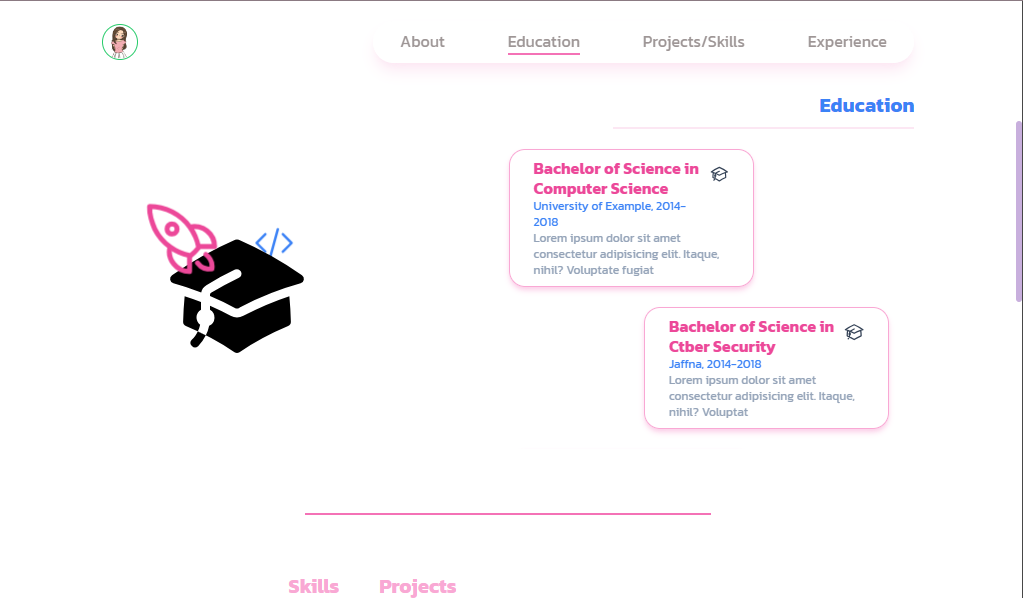 About
Education
Projects/Skills
Experience
Education
Bachelor of Science in
Computer Science
University of Example, 2014-
2018
Lorem ipsum dolor sit amet
consectetur adipisicing elit. Itaque,
nihil? Voluptate fugiat
Bachelor of Science in
Ctber Security
Jaffna, 2014-2018
Lorem ipsum dolor sit amet
consectetur adipisicing elit. Itaque,
nihil? Voluptat
Skills
Projects